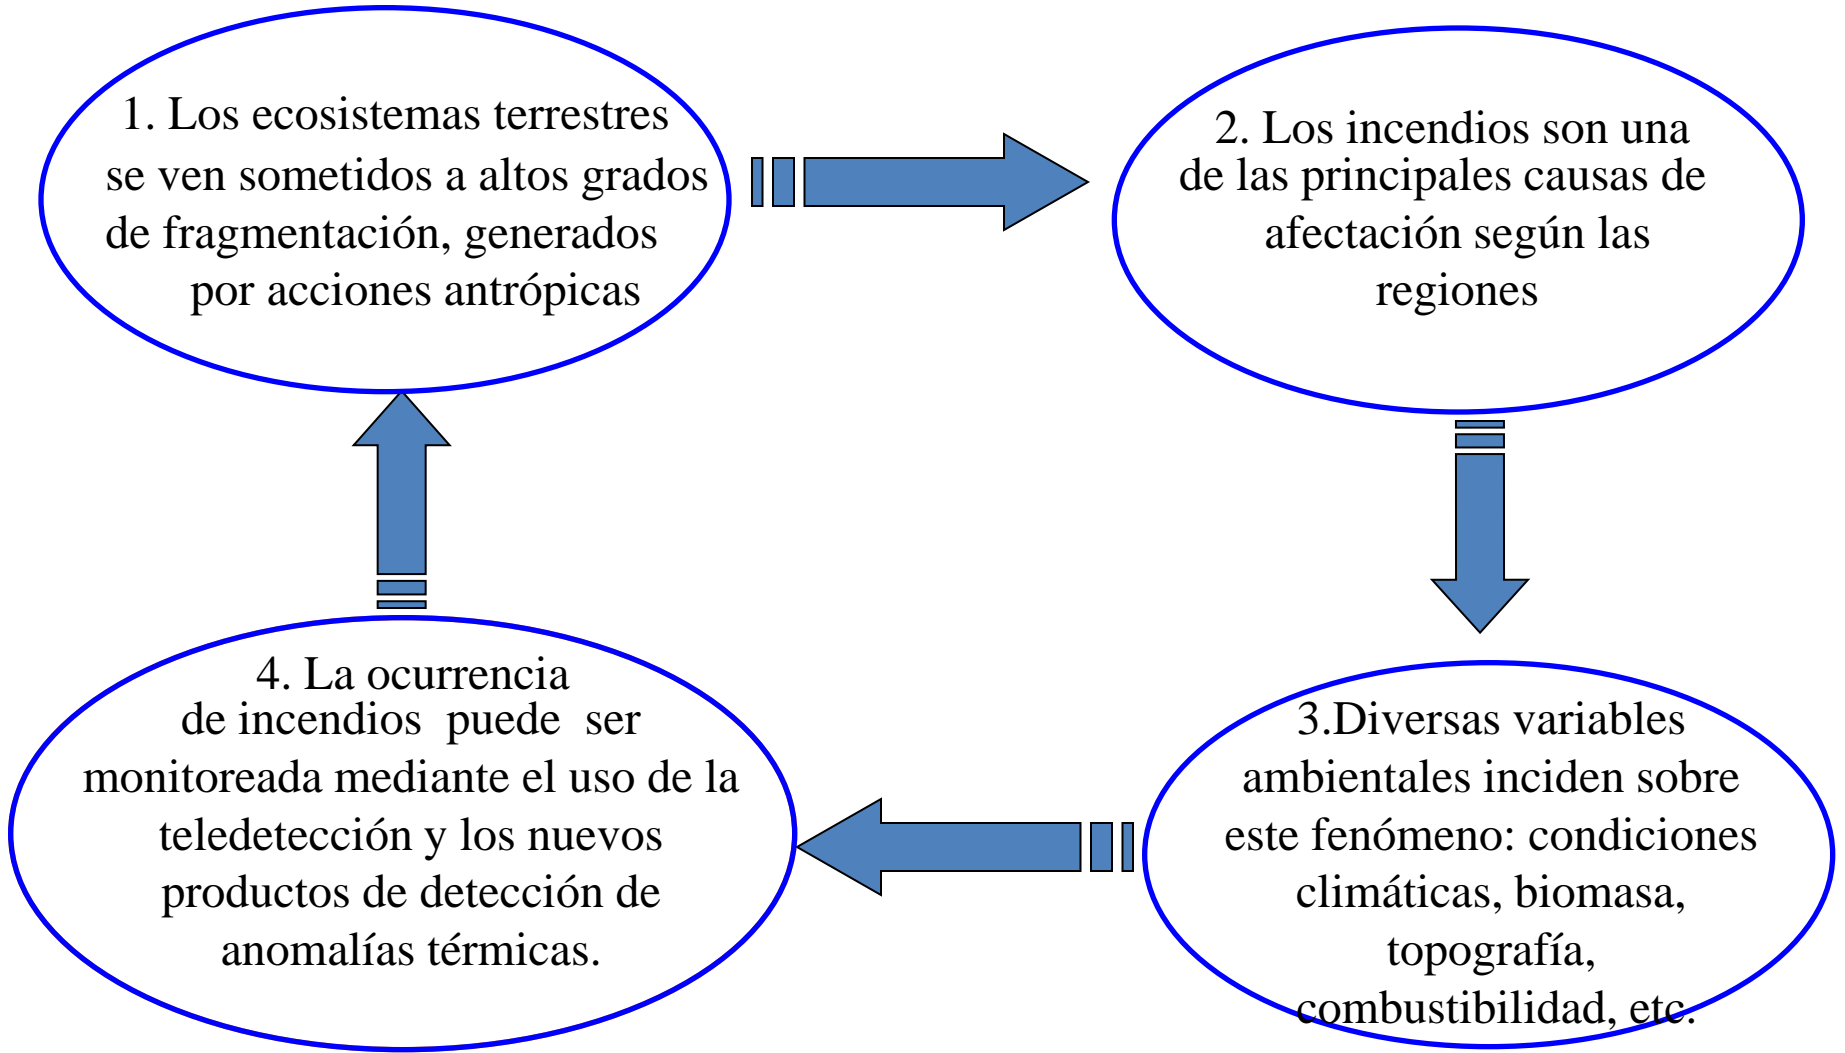 1. Los ecosistemas terrestres
se ven sometidos a altos grados
de fragmentación, generados
por acciones antrópicas
2. Los incendios son una
de las principales causas de
afectación según las
regiones
3.Diversas variables
ambientales inciden sobre
este fenómeno: condiciones
climáticas, biomasa,
topografía,
combustibilidad, etc.
4. La ocurrencia
de incendios  puede  ser
monitoreada mediante el uso de la
teledetección y los nuevos
productos de detección de
anomalías térmicas.